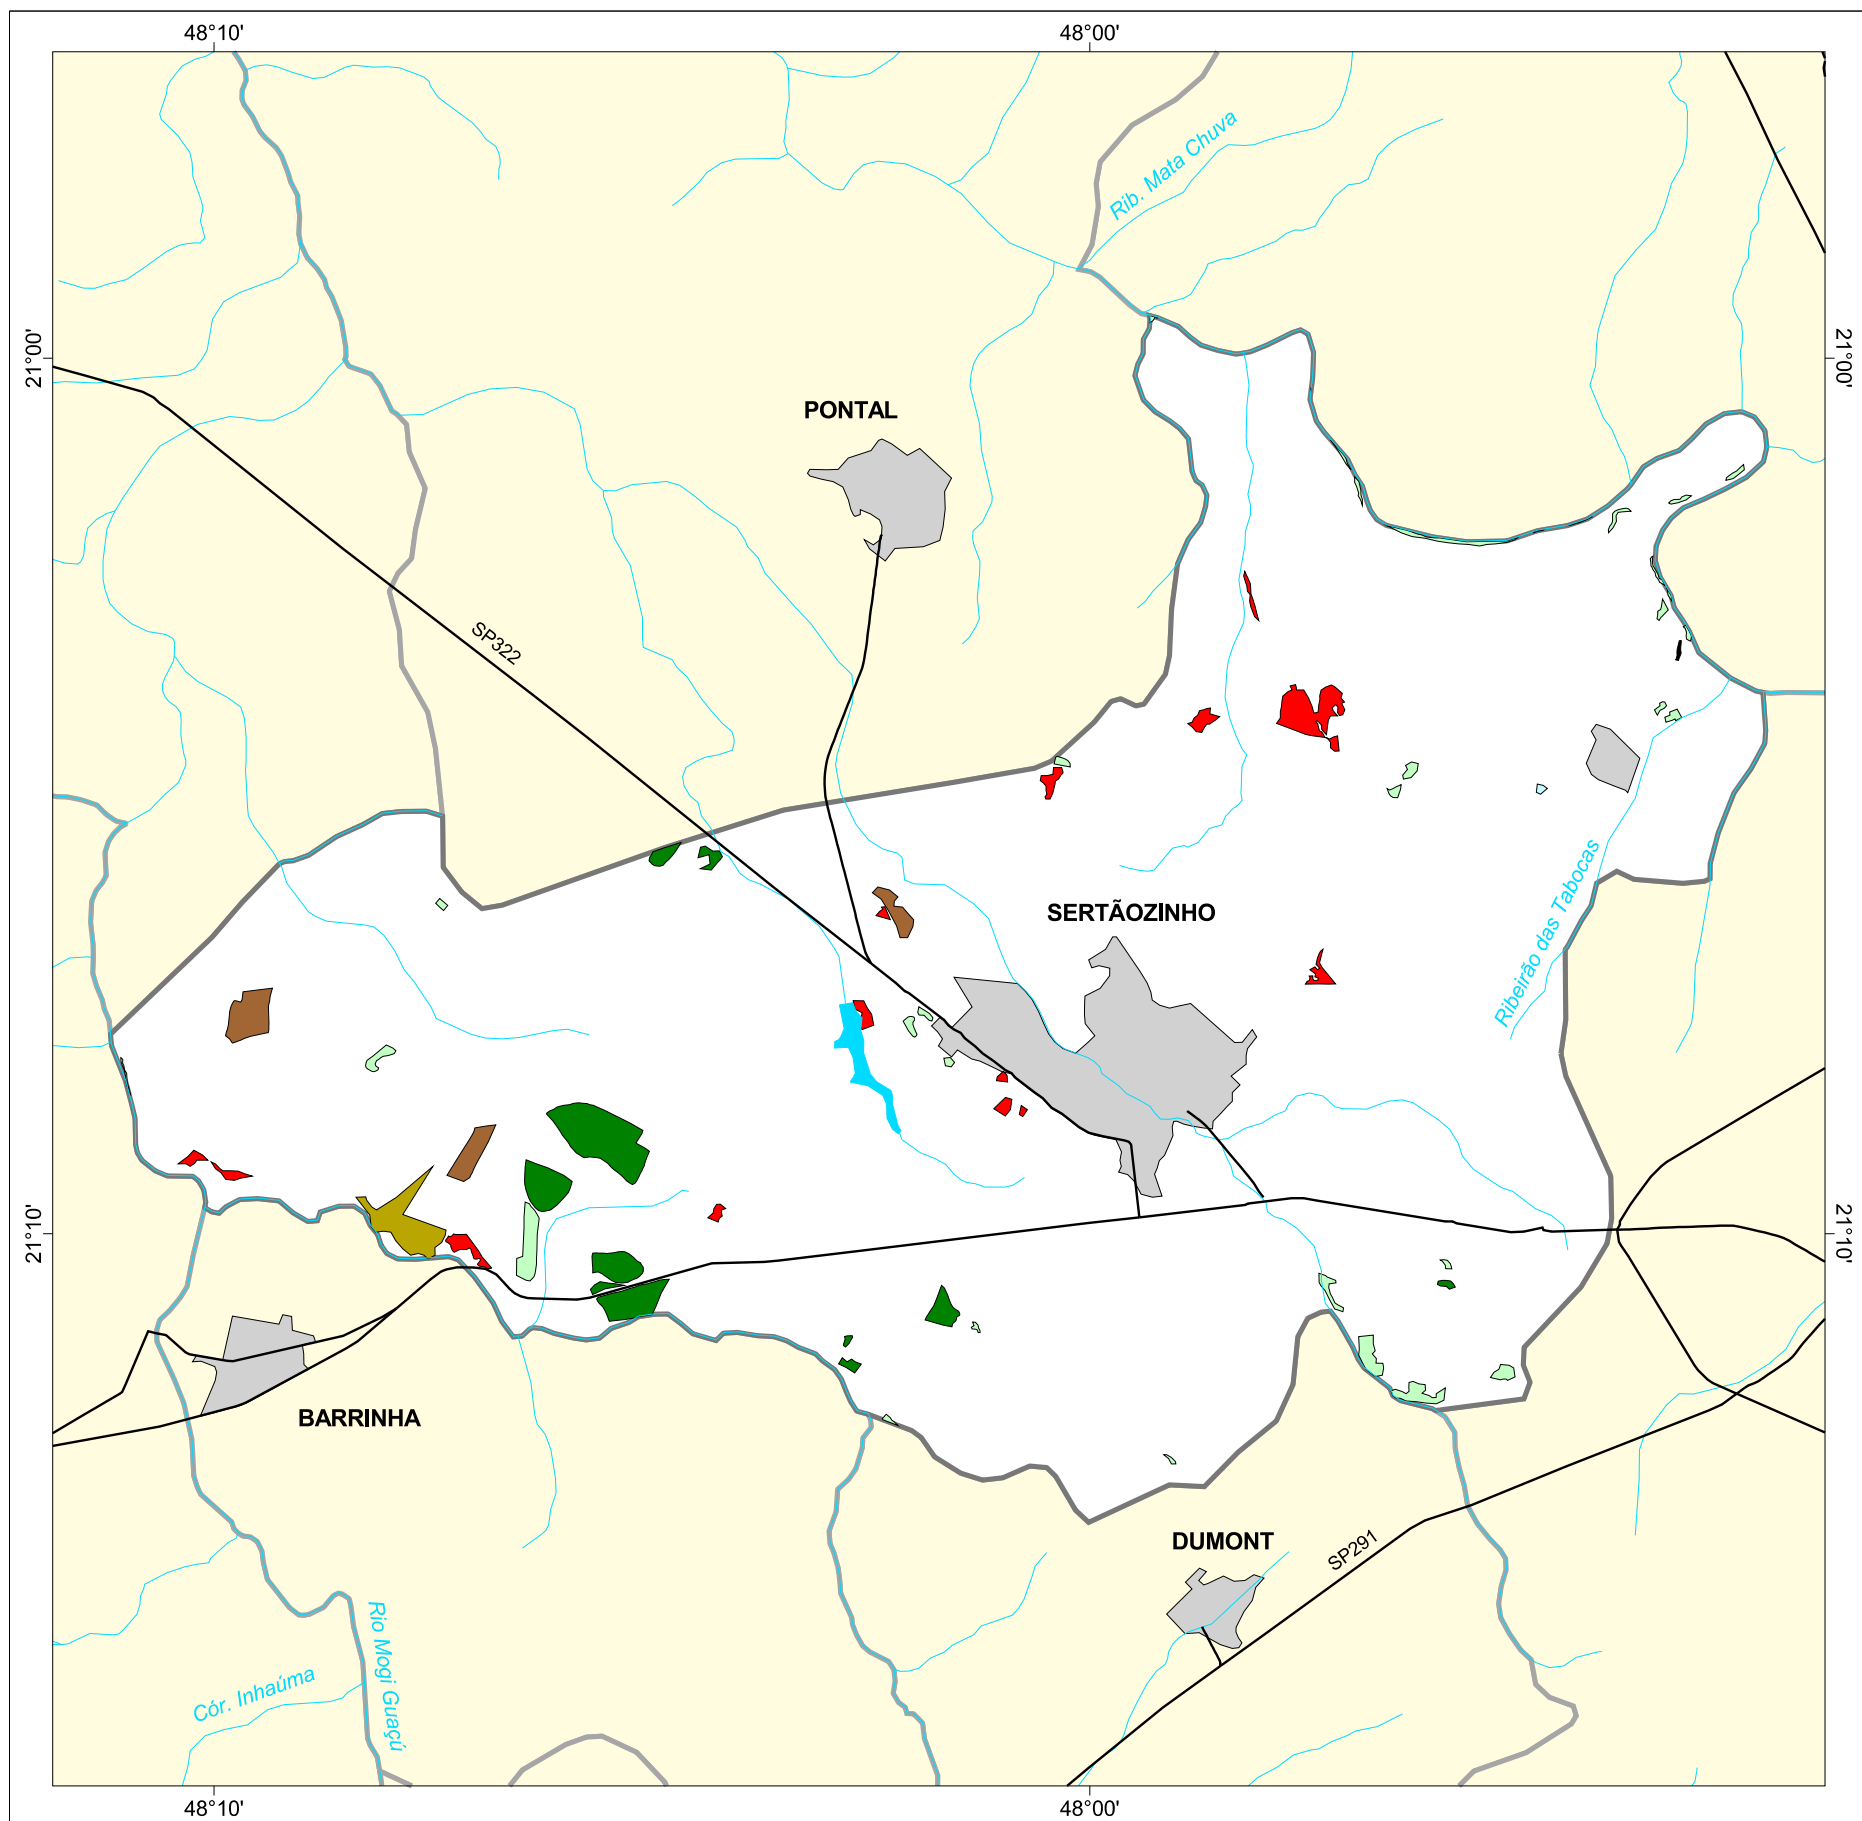 48°10' 48°00'
Rib. Mata Chuva
21°00' 21°00'
PONTAL
SP322
SERTÃOZINHO
Ribeirão das Tabocas
21°10' 21°10'
BARRINHA
DUMONT
SP291
Rio Mogi Guaçú
Cór. Inhaúma
48°10' 48°00'